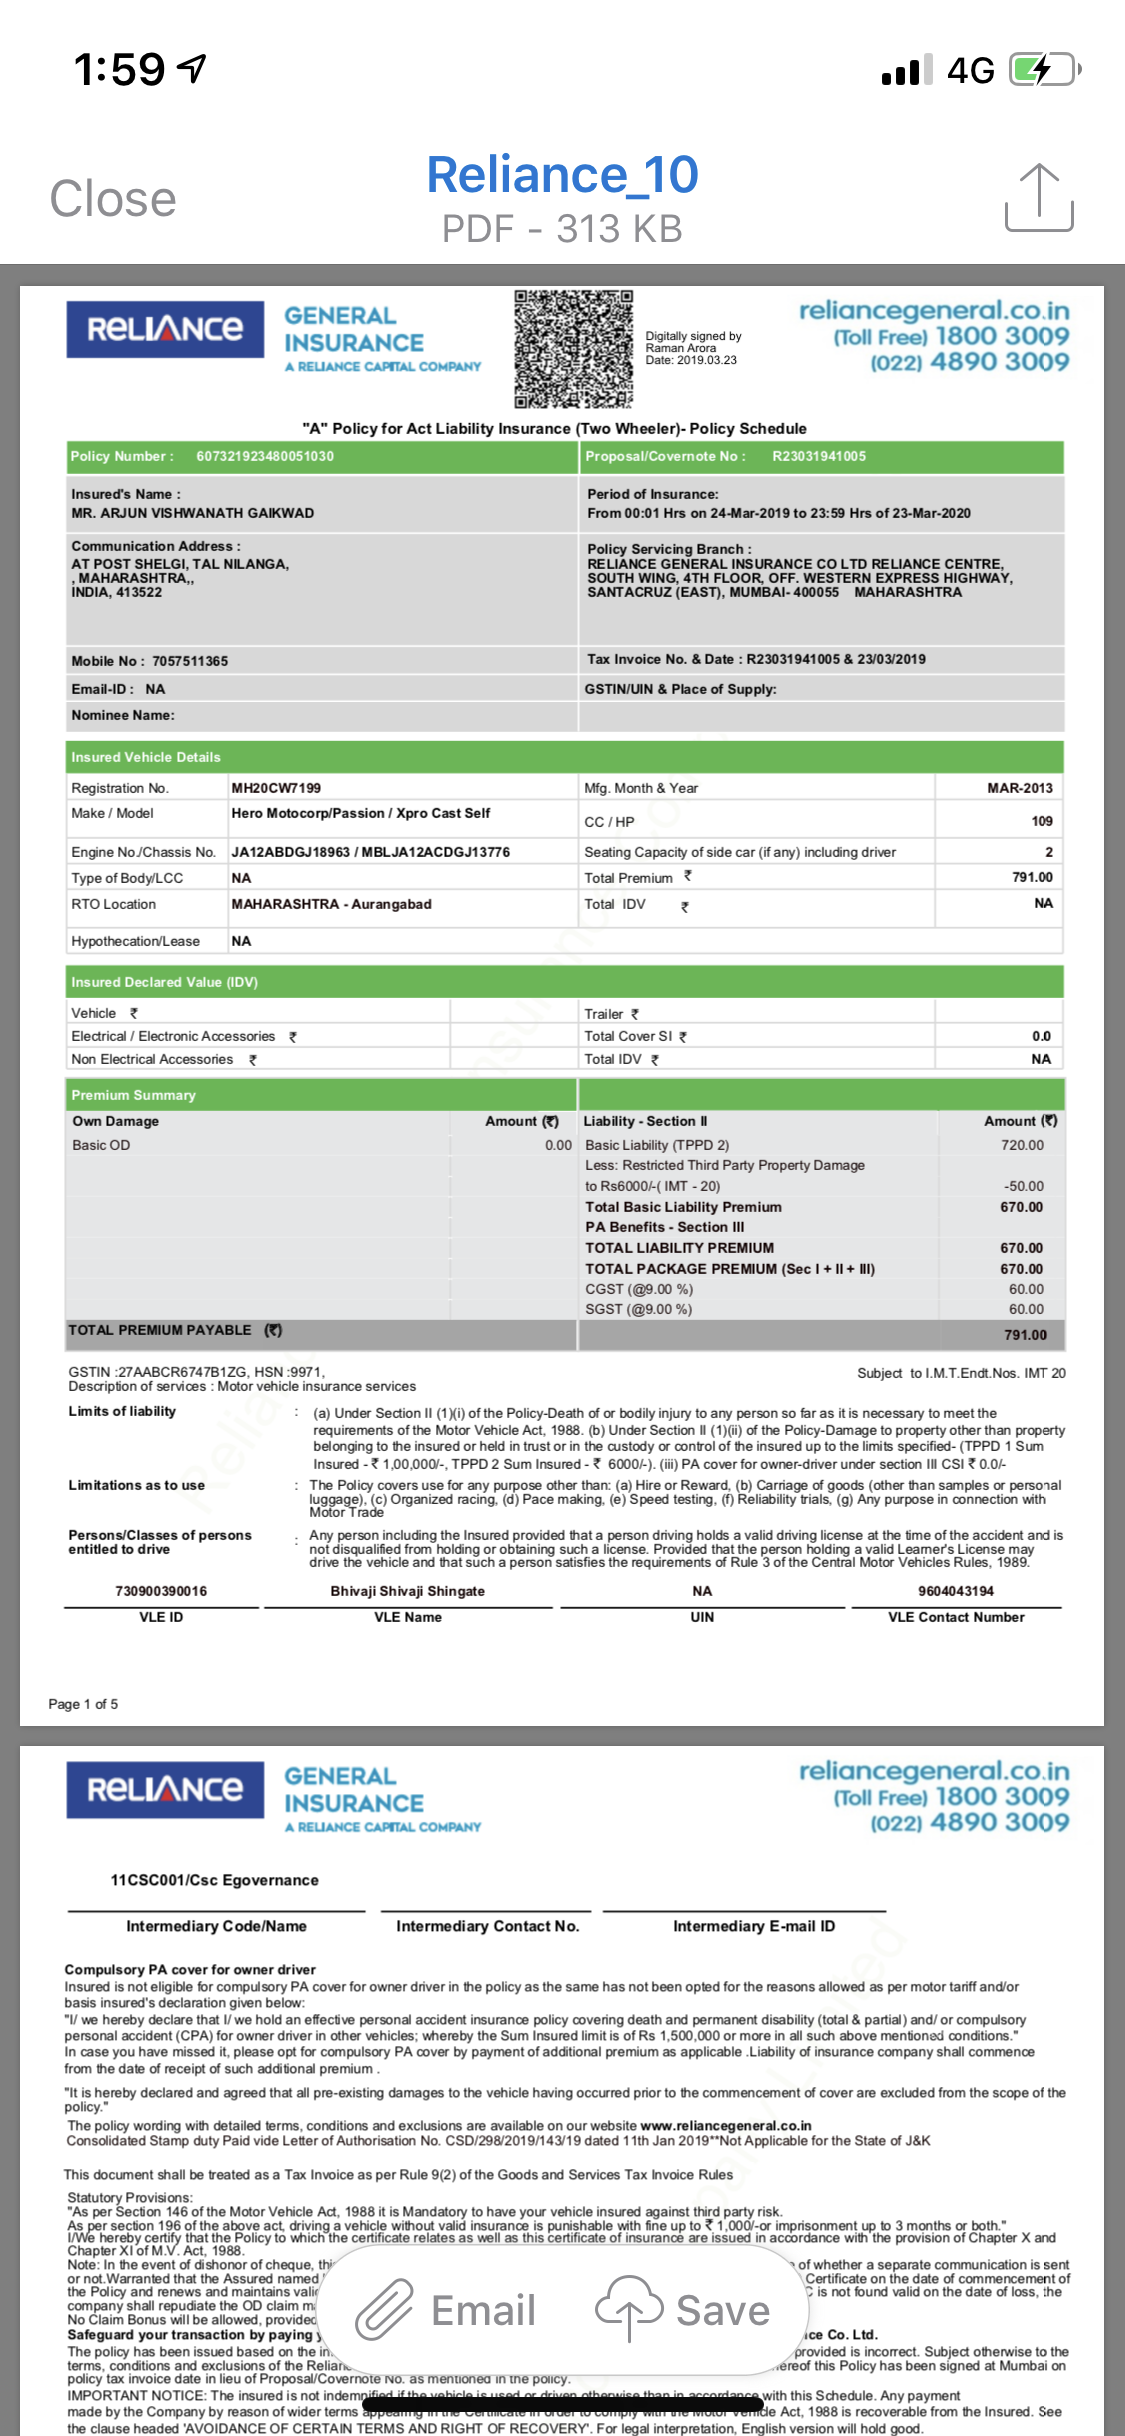 1:59
4G
Close
Reliance_10
PDF - 313 KB
RELIANCE
GENERAL
INSURANCE
A RELIANCE CAPITAL COMPANY
Digitally signed by
Raman Arora
Date: 2019.03.23
reliancegeneral.co.in
(Toll Free) 1800 3009
(022) 4890 3009
"A" Policy for Act Liability Insurance (Two Wheeler)- Policy Schedule
Policy Number : 607321923480051030
Proposal/Covernote No : R23031941005
Insured's Name :
MR. ARJUN VISHWANATH GAIKWAD
Period of Insurance:
From 00:01 Hrs on 24-Mar-2019 to 23:59 Hrs of 23-Mar-2020
Communication Address :
AT POST SHELGI, TAL NILANGA,
, MAHARASHTRA,,
INDIA, 413522
Policy Servicing Branch :
RELIANCE GENERAL INSURANCE CO LTD RELIANCE CENTRE,
SOUTH WING, 4TH FLOOR, OFF. WESTERN EXPRESS HIGHWAY,
SANTACRUZ (EAST), MUMBAI- 400055 MAHARASHTRA
Mobile No : 7057511365
Tax Invoice No. & Date : R23031941005 & 23/03/2019
Email-ID : NA
GSTIN/UIN & Place of Supply:
Nominee Name:
Insured Vehicle Details
Registration No. MH20CW7199 Mfg. Month & Year MAR-2013
Make / Model Hero Motocorp/Passion / Xpro Cast Self CC / HP 109
Engine No./Chassis No. JA12ABDGJ18963 / MBLJA12ACDGJ13776 Seating Capacity of side car (if any) including driver 2
Type of Body/LCC NA Total Premium ₹ 791.00
RTO Location MAHARASHTRA - Aurangabad Total IDV ₹ NA
Hypothecation/Lease NA
Insured Declared Value (IDV)
Vehicle ₹ Trailer ₹
Electrical / Electronic Accessories ₹ Total Cover SI ₹ 0.0
Non Electrical Accessories ₹ Total IDV ₹ NA
Premium Summary
Own Damage Amount (₹) Liability - Section II Amount (₹)
Basic OD 0.00 Basic Liability (TPPD 2) 720.00
Less: Restricted Third Party Property Damage
to Rs6000/-( IMT - 20) -50.00
Total Basic Liability Premium 670.00
PA Benefits - Section III
TOTAL LIABILITY PREMIUM 670.00
TOTAL PACKAGE PREMIUM (Sec I + II + III) 670.00
CGST (@9.00 %) 60.00
SGST (@9.00 %) 60.00
TOTAL PREMIUM PAYABLE (₹) 791.00
GSTIN :27AABCR6747B1ZG, HSN :9971, Subject to I.M.T.Endt.Nos. IMT 20
Description of services : Motor vehicle insurance services
Limits of liability : (a) Under Section II (1)(i) of the Policy-Death of or bodily injury to any person so far as it is necessary to meet the
requirements of the Motor Vehicle Act, 1988. (b) Under Section II (1)(ii) of the Policy-Damage to property other than property
belonging to the insured or held in trust or in the custody or control of the insured up to the limits specified- (TPPD 1 Sum
Insured - ₹ 1,00,000/-, TPPD 2 Sum Insured - ₹ 6000/-). (iii) PA cover for owner-driver under section III CSI ₹ 0.0/-
Limitations as to use : The Policy covers use for any purpose other than: (a) Hire or Reward, (b) Carriage of goods (other than samples or personal
luggage), (c) Organized racing, (d) Pace making, (e) Speed testing, (f) Reliability trials, (g) Any purpose in connection with
Motor Trade
Persons/Classes of persons
entitled to drive : Any person including the Insured provided that a person driving holds a valid driving license at the time of the accident and is
not disqualified from holding or obtaining such a license. Provided that the person holding a valid Learner's License may
drive the vehicle and that such a person satisfies the requirements of Rule 3 of the Central Motor Vehicles Rules, 1989.
730900390016 Bhivaji Shivaji Shingate NA 9604043194
VLE ID VLE Name UIN VLE Contact Number
Page 1 of 5
RELIANCE
GENERAL
INSURANCE
A RELIANCE CAPITAL COMPANY
reliancegeneral.co.in
(Toll Free) 1800 3009
(022) 4890 3009
11CSC001/Csc Egovernance
Intermediary Code/Name Intermediary Contact No. Intermediary E-mail ID
Compulsory PA cover for owner driver
Insured is not eligible for compulsory PA cover for owner driver in the policy as the same has not been opted for the reasons allowed as per motor tariff and/or
basis insured's declaration given below:
"I/ we hereby declare that I/ we hold an effective personal accident insurance policy covering death and permanent disability (total & partial) and/ or compulsory
personal accident (CPA) for owner driver in other vehicles; whereby the Sum Insured limit is of Rs 1,500,000 or more in all such above mentioned conditions."
In case you have missed it, please opt for compulsory PA cover by payment of additional premium as applicable .Liability of insurance company shall commence
from the date of receipt of such additional premium .
"It is hereby declared and agreed that all pre-existing damages to the vehicle having occurred prior to the commencement of cover are excluded from the scope of the
policy."
The policy wording with detailed terms, conditions and exclusions are available on our website www.reliancegeneral.co.in
Consolidated Stamp duty Paid vide Letter of Authorisation No. CSD/298/2019/143/19 dated 11th Jan 2019**Not Applicable for the State of J&K
This document shall be treated as a Tax Invoice as per Rule 9(2) of the Goods and Services Tax Invoice Rules
Statutory Provisions:
"As per Section 146 of the Motor Vehicle Act, 1988 it is Mandatory to have your vehicle insured against third party risk.
As per section 196 of the above act, driving a vehicle without valid insurance is punishable with fine up to ₹ 1,000/-or imprisonment up to 3 months or both."
I/We hereby certify that the Policy to which the certificate relates as well as this certificate of insurance are issued in accordance with the provision of Chapter X and
Chapter XI of M.V. Act, 1988.
Note: In the event of dishonor of cheque, of whether a separate communication is sent
or not.Warranted that the Assured named Certificate on the date of commencement of
the Policy and renews and maintains is not found valid on the date of loss, the
company shall repudiate the OD claim
No Claim Bonus will be allowed,
Safeguard your transaction by paying Co. Ltd.
The policy has been issued based on the provided is incorrect. Subject otherwise to the
terms, conditions and exclusions of the this Policy has been signed at Mumbai on
policy tax invoice date in lieu of Proposal/Covernote No. as mentioned in the policy.
IMPORTANT NOTICE: The insured is not indemnified if the vehicle is used or driven otherwise than in accordance with this Schedule. Any payment
made by the Company by reason of wider terms appearing in the Certificate in order to comply with the Motor Vehicle Act, 1988 is recoverable from the Insured. See
the clause headed 'AVOIDANCE OF CERTAIN TERMS AND RIGHT OF RECOVERY'. For legal interpretation, English version will hold good.
Email
Save